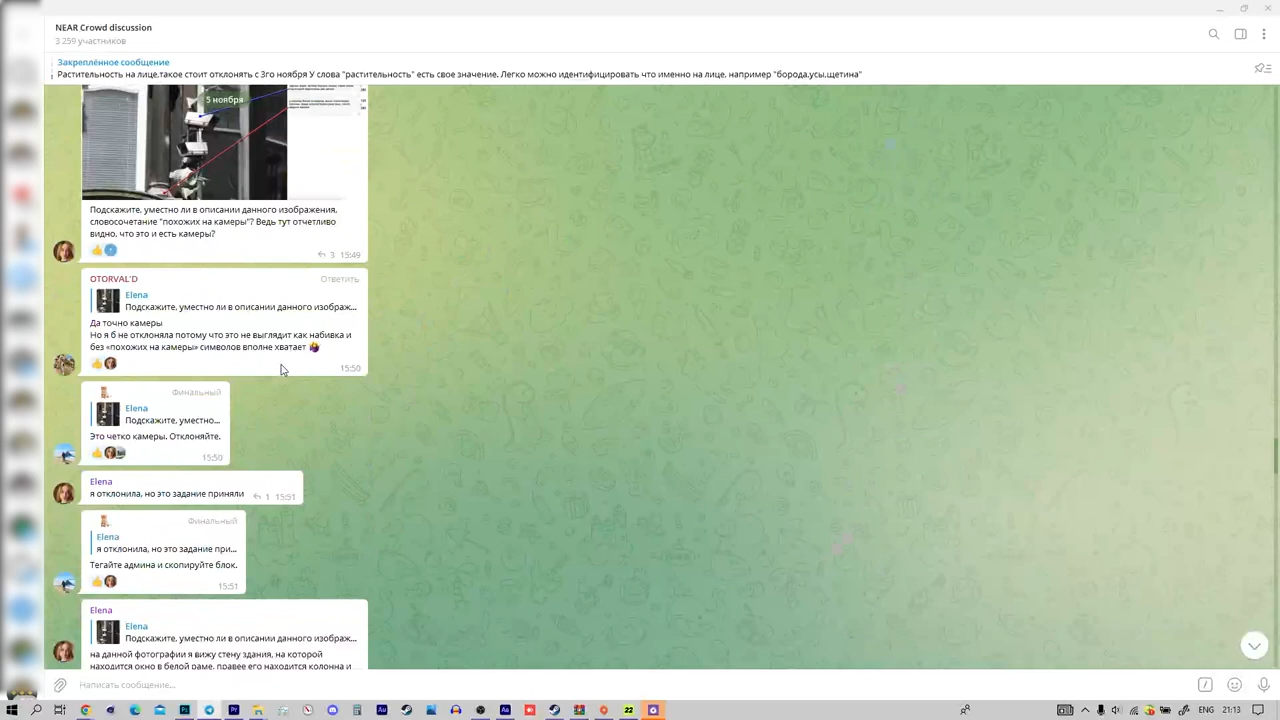 NEAR Crowd discussion
3 259 участников
Закреплённое сообщение
Растительность на лице,такое стоит отклонять с 3го ноября У слова "растительность" есть свое значение. Легко можно идентифицировать что именно на лице, например "борода,усы,щетина"
5 ноября
Подскажите, уместно ли в описании данного изображения,
словосочетание "похожих на камеры"? Ведь тут отчетливо
видно, что это и есть камеры?
3 15:49
OTORVAL'D
Ответить
Elena
Подскажите, уместно ли в описании данного изображ...
Да точно камеры
Но я б не отклоняла потому что это не выглядит как набивка и
без «похожих на камеры» символов вполне хватает
15:50
Финальный
Elena
Подскажите, уместно...
Это четко камеры. Отклоняйте.
15:50
Elena
я отклонила, но это задание приняли
1 15:51
Финальный
Elena
я отклонила, но это задание при...
Тегайте админа и скопируйте блок.
15:51
Elena
Elena
Подскажите, уместно ли в описании данного изображ...
на данной фотографии я вижу стену здания, на которой
находится окно в белой раме, правее его находится колонна и
Написать сообщение...
Ps
Pr
Au
Ae
22
ENG
21:13